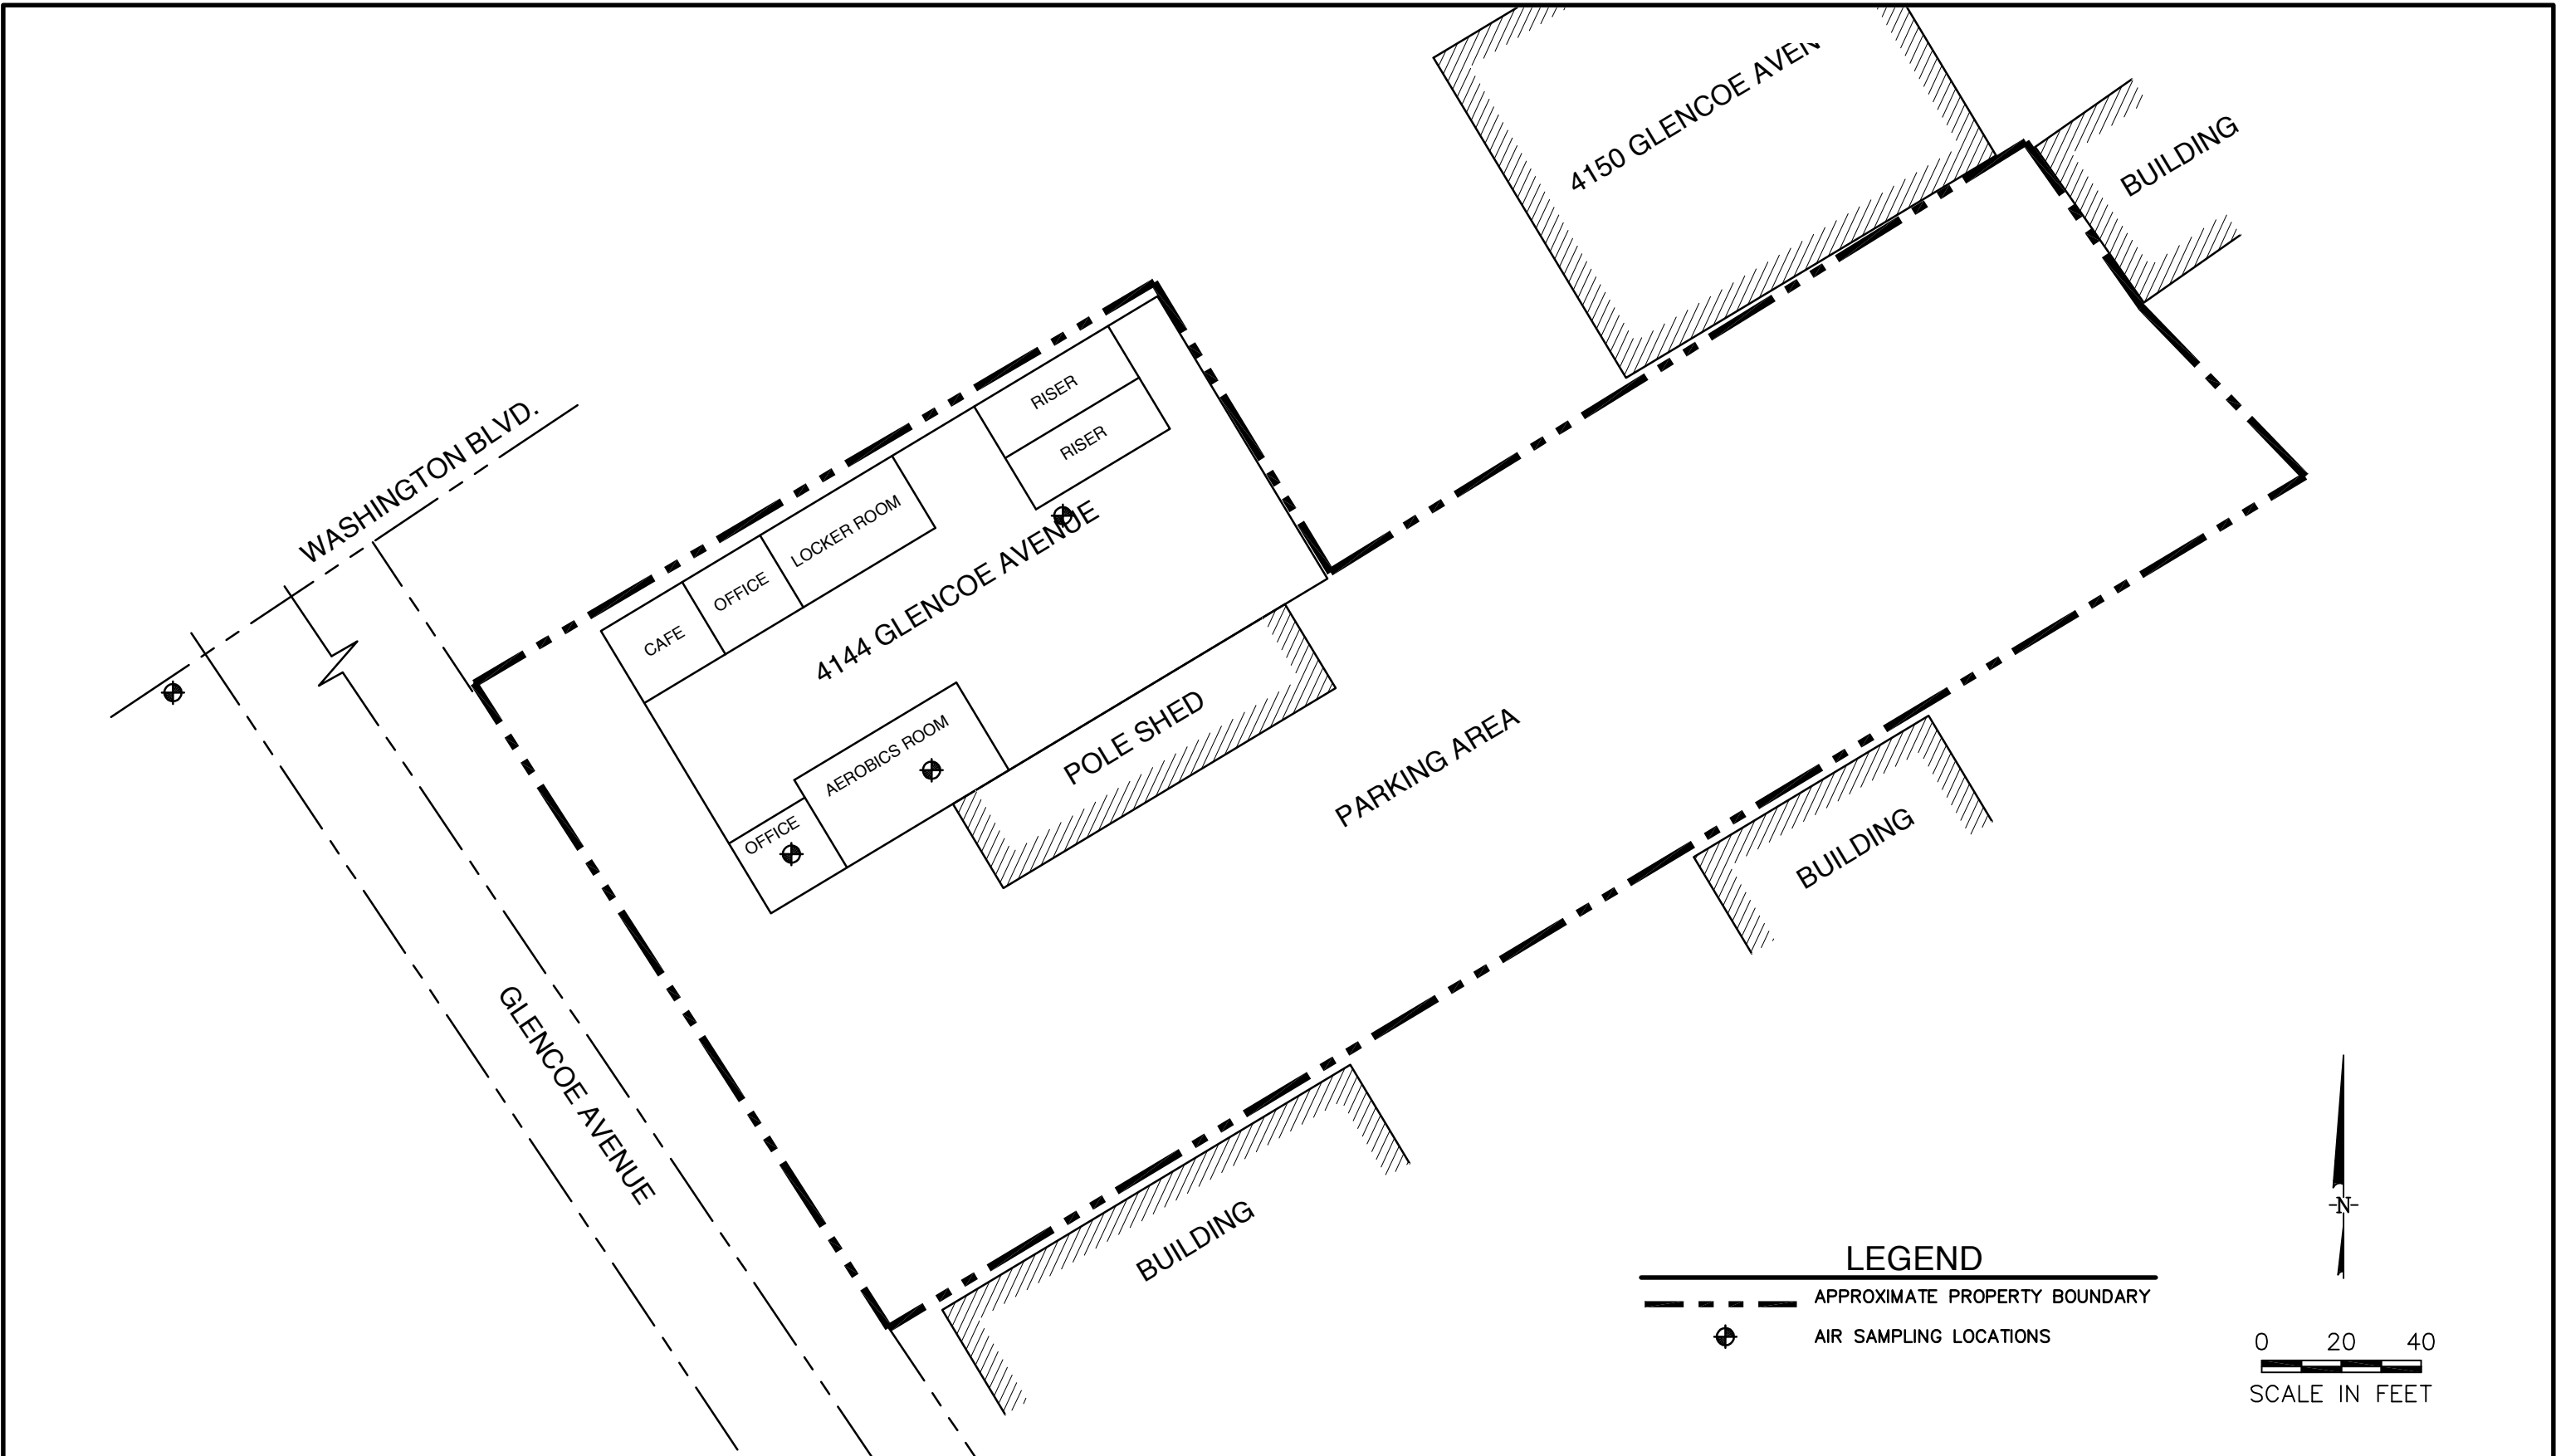 4150 GLENCOE AVEN
BUILDING
WASHINGTON BLVD.
RISER
RISER
LOCKER ROOM
OFFICE
CAFE
4144 GLENCOE AVENUE
AEROBICS ROOM
OFFICE
POLE SHED
PARKING AREA
BUILDING
GLENCOE AVENUE
BUILDING
-N-
LEGEND
APPROXIMATE PROPERTY BOUNDARY
AIR SAMPLING LOCATIONS
0 20 40
SCALE IN FEET